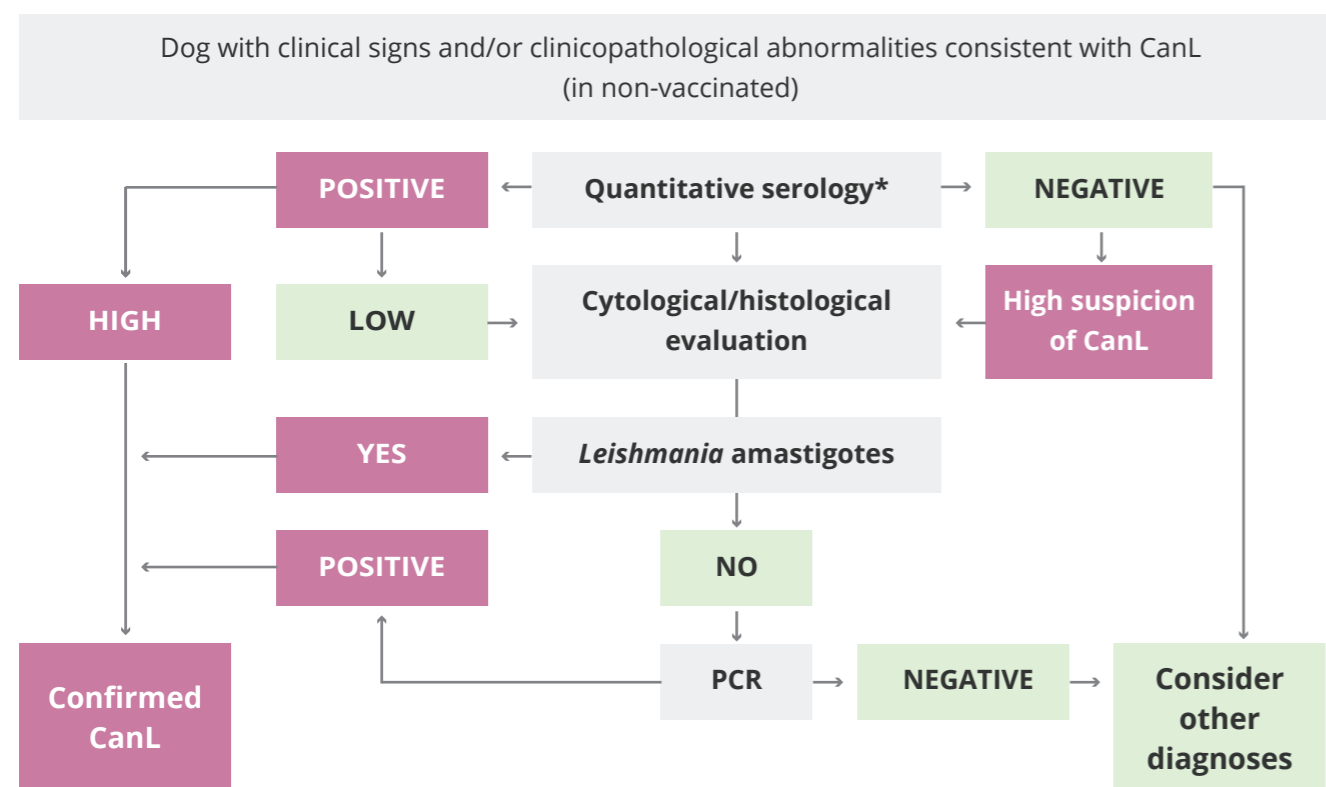 Dog with clinical signs and/or clinicopathological abnormalities consistent with CanL
(in non-vaccinated)
POSITIVE
Quantitative serology*
NEGATIVE
HIGH
LOW
Cytological/histological
evaluation
High suspicion
of CanL
YES
Leishmania amastigotes
POSITIVE
NO
Confirmed
CanL
PCR
NEGATIVE
Consider
other
diagnoses